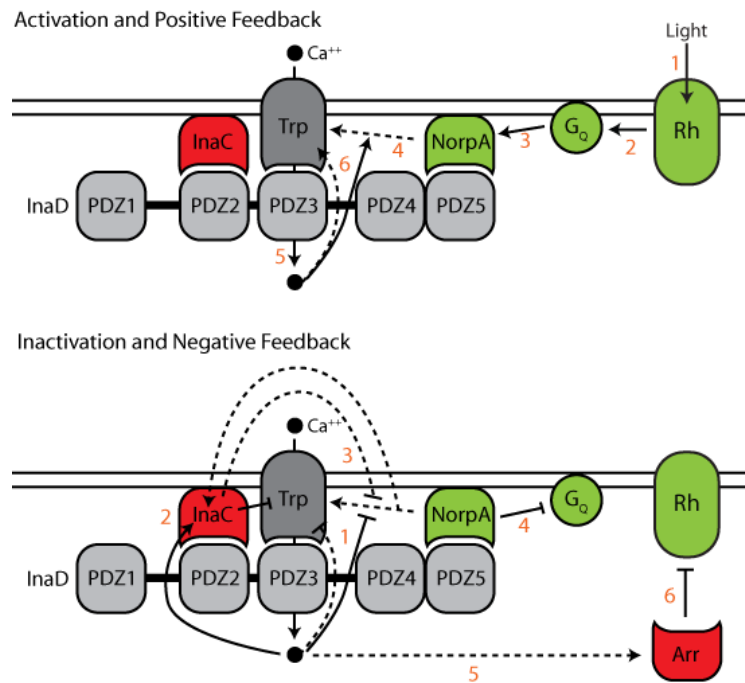 Activation and Positive Feedback
Ca++
Light
1
InaC
Trp
6
4
NorpA
3
GQ
2
Rh
InaD
PDZ1
PDZ2
PDZ3
PDZ4
PDZ5
5
Inactivation and Negative Feedback
Ca++
3
2
InaC
Trp
1
NorpA
4
GQ
Rh
InaD
PDZ1
PDZ2
PDZ3
PDZ4
PDZ5
6
Arr
5